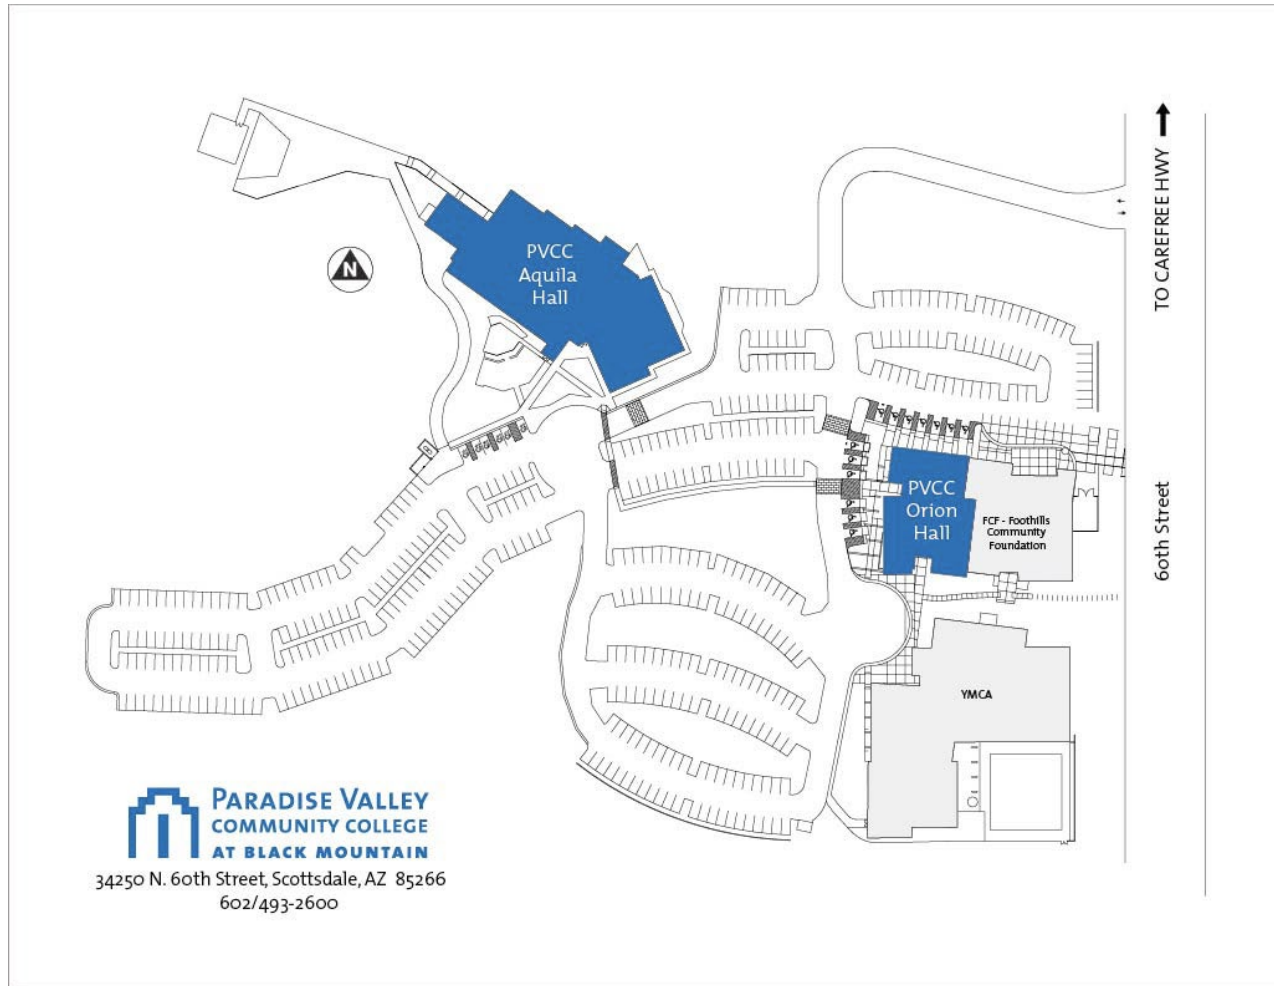 TO CAREFREE HWY
N
PVCC
Aquila
Hall
PVCC
Orion
Hall
FCF - Foothills
Community
Foundation
60th Street
YMCA
PARADISE VALLEY
COMMUNITY COLLEGE
AT BLACK MOUNTAIN
34250 N. 60th Street, Scottsdale, AZ 85266
602/493-2600